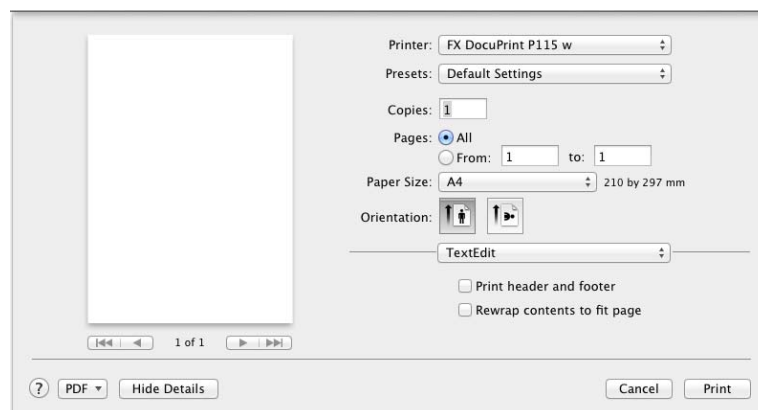 Printer: FX DocuPrint P115 w
Presets: Default Settings
Copies: 1
Pages: All
From: 1 to: 1
Paper Size: A4 210 by 297 mm
Orientation:
TextEdit
Print header and footer
Rewrap contents to fit page
1 of 1
? PDF Hide Details Cancel Print